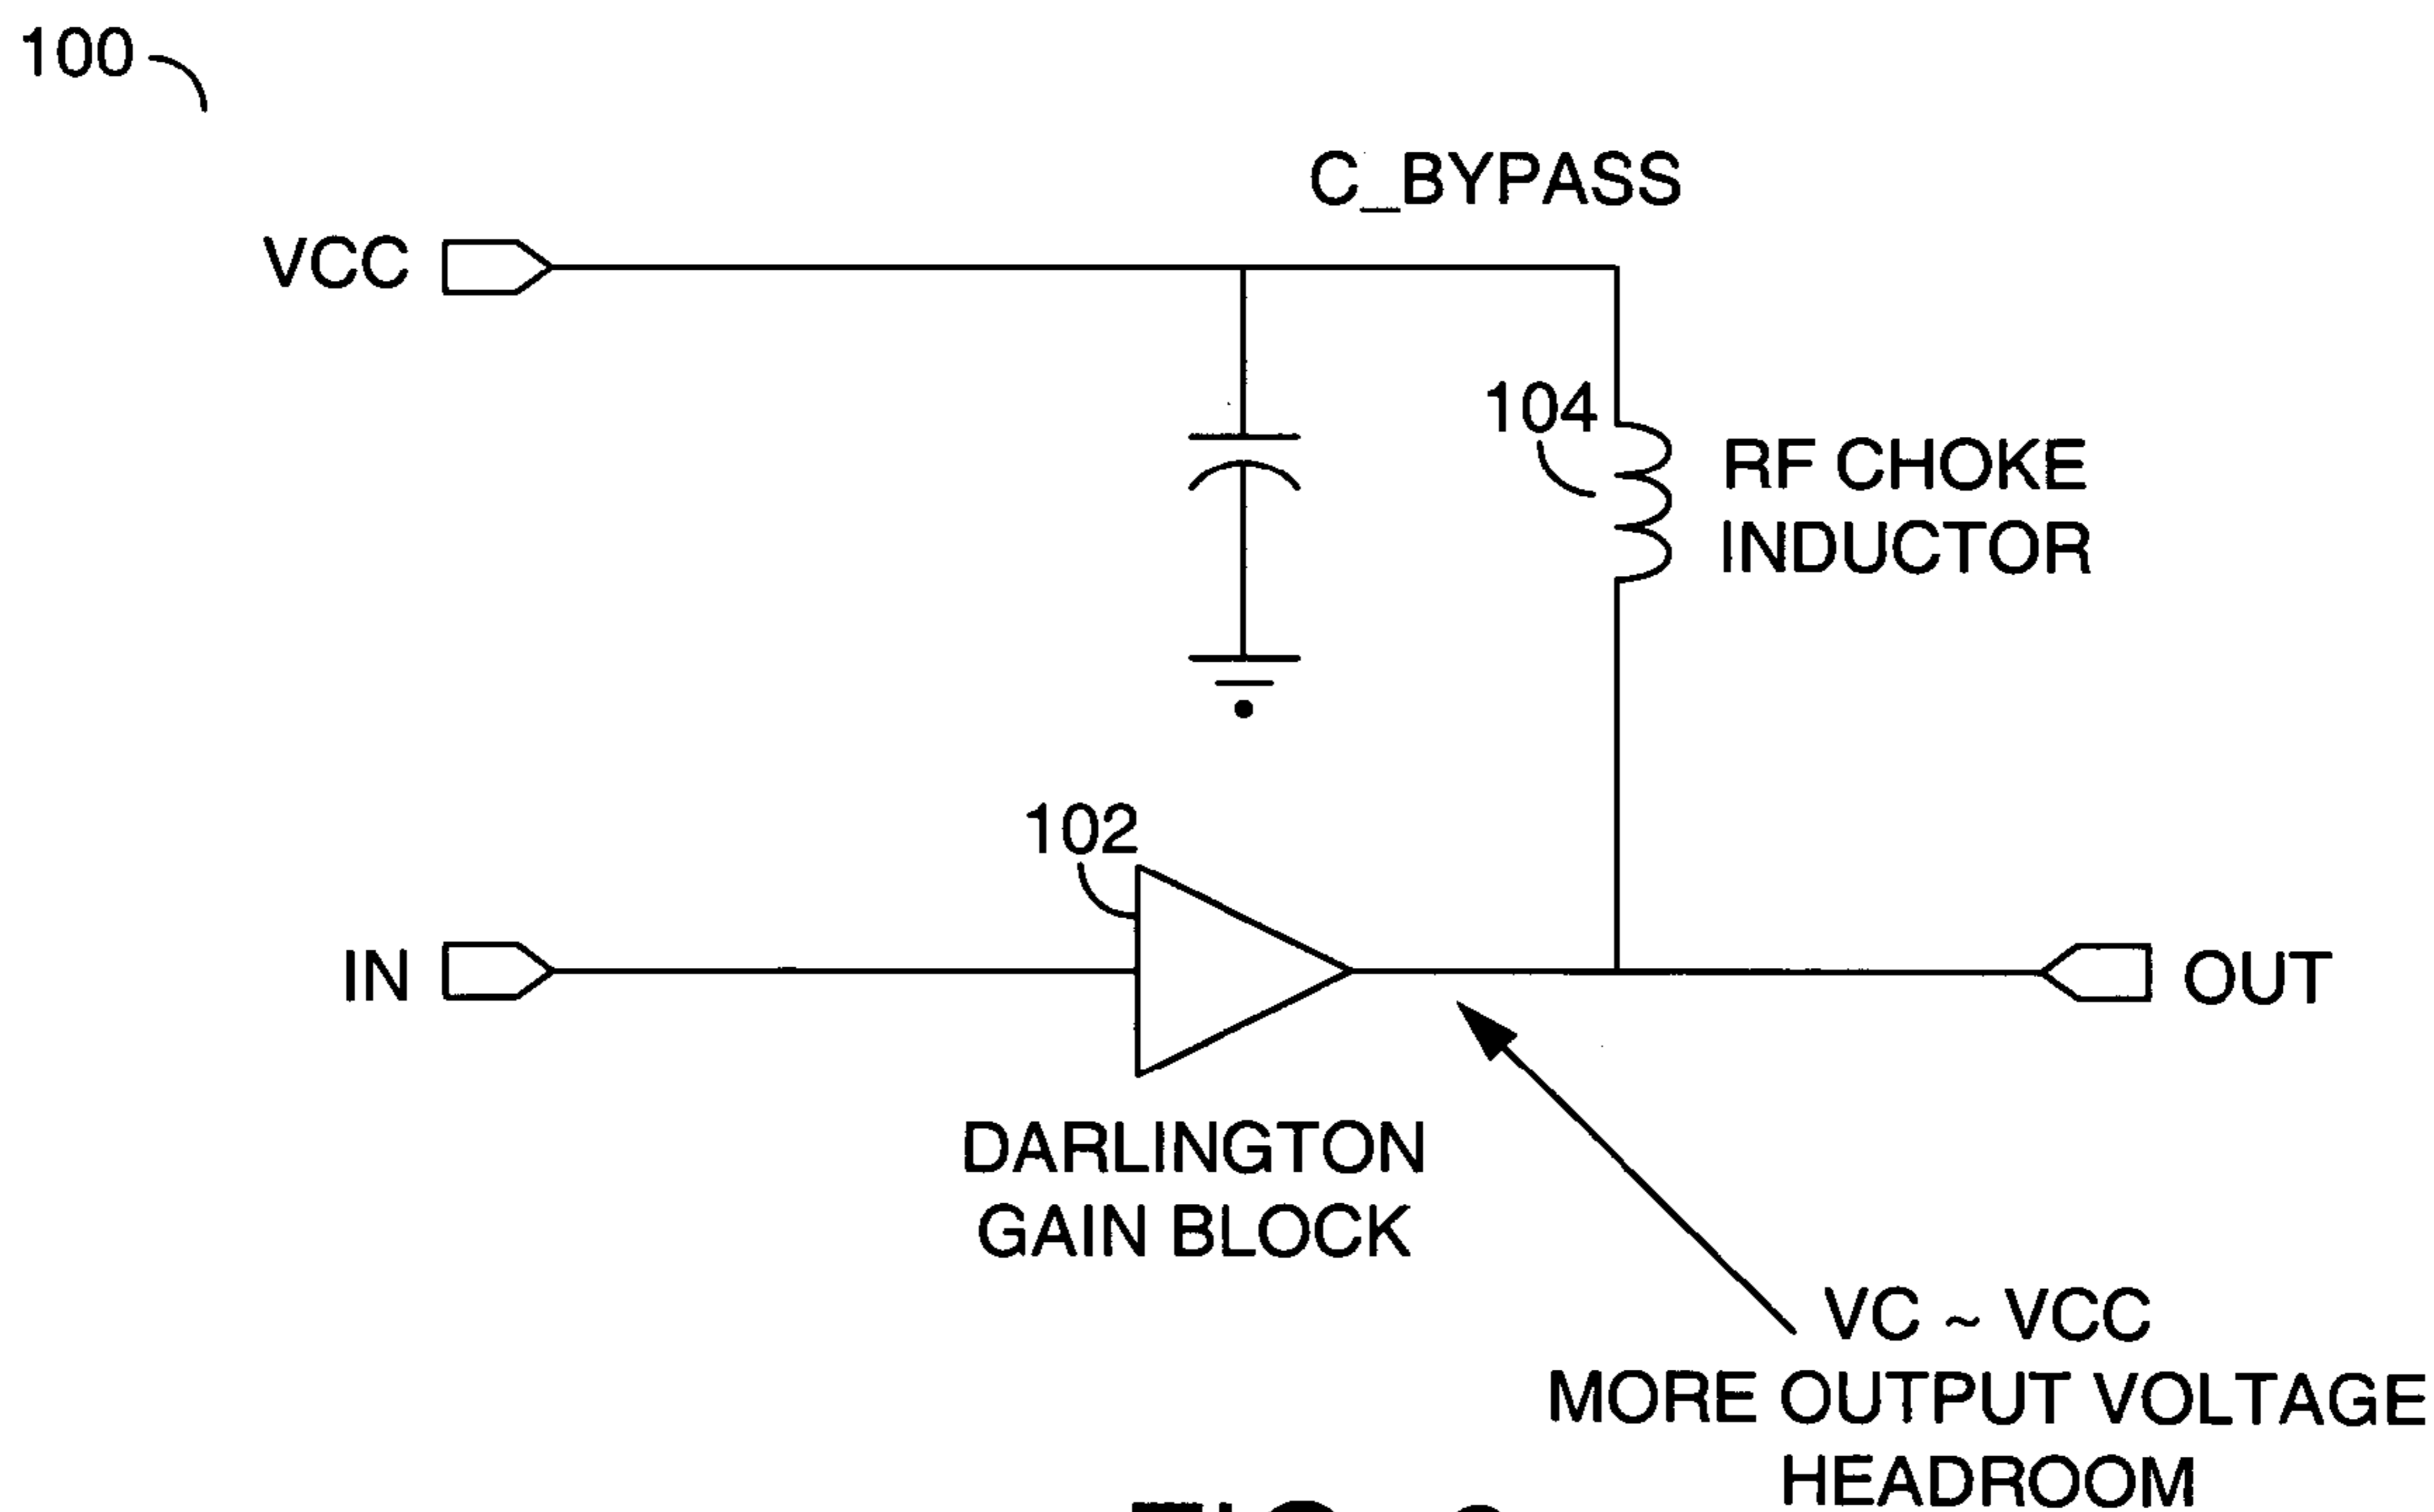 100
C_BYPASS
VCC
104
RF CHOKE
INDUCTOR
102
IN
OUT
DARLINGTON
GAIN BLOCK
VC ~ VCC
MORE OUTPUT VOLTAGE
HEADROOM